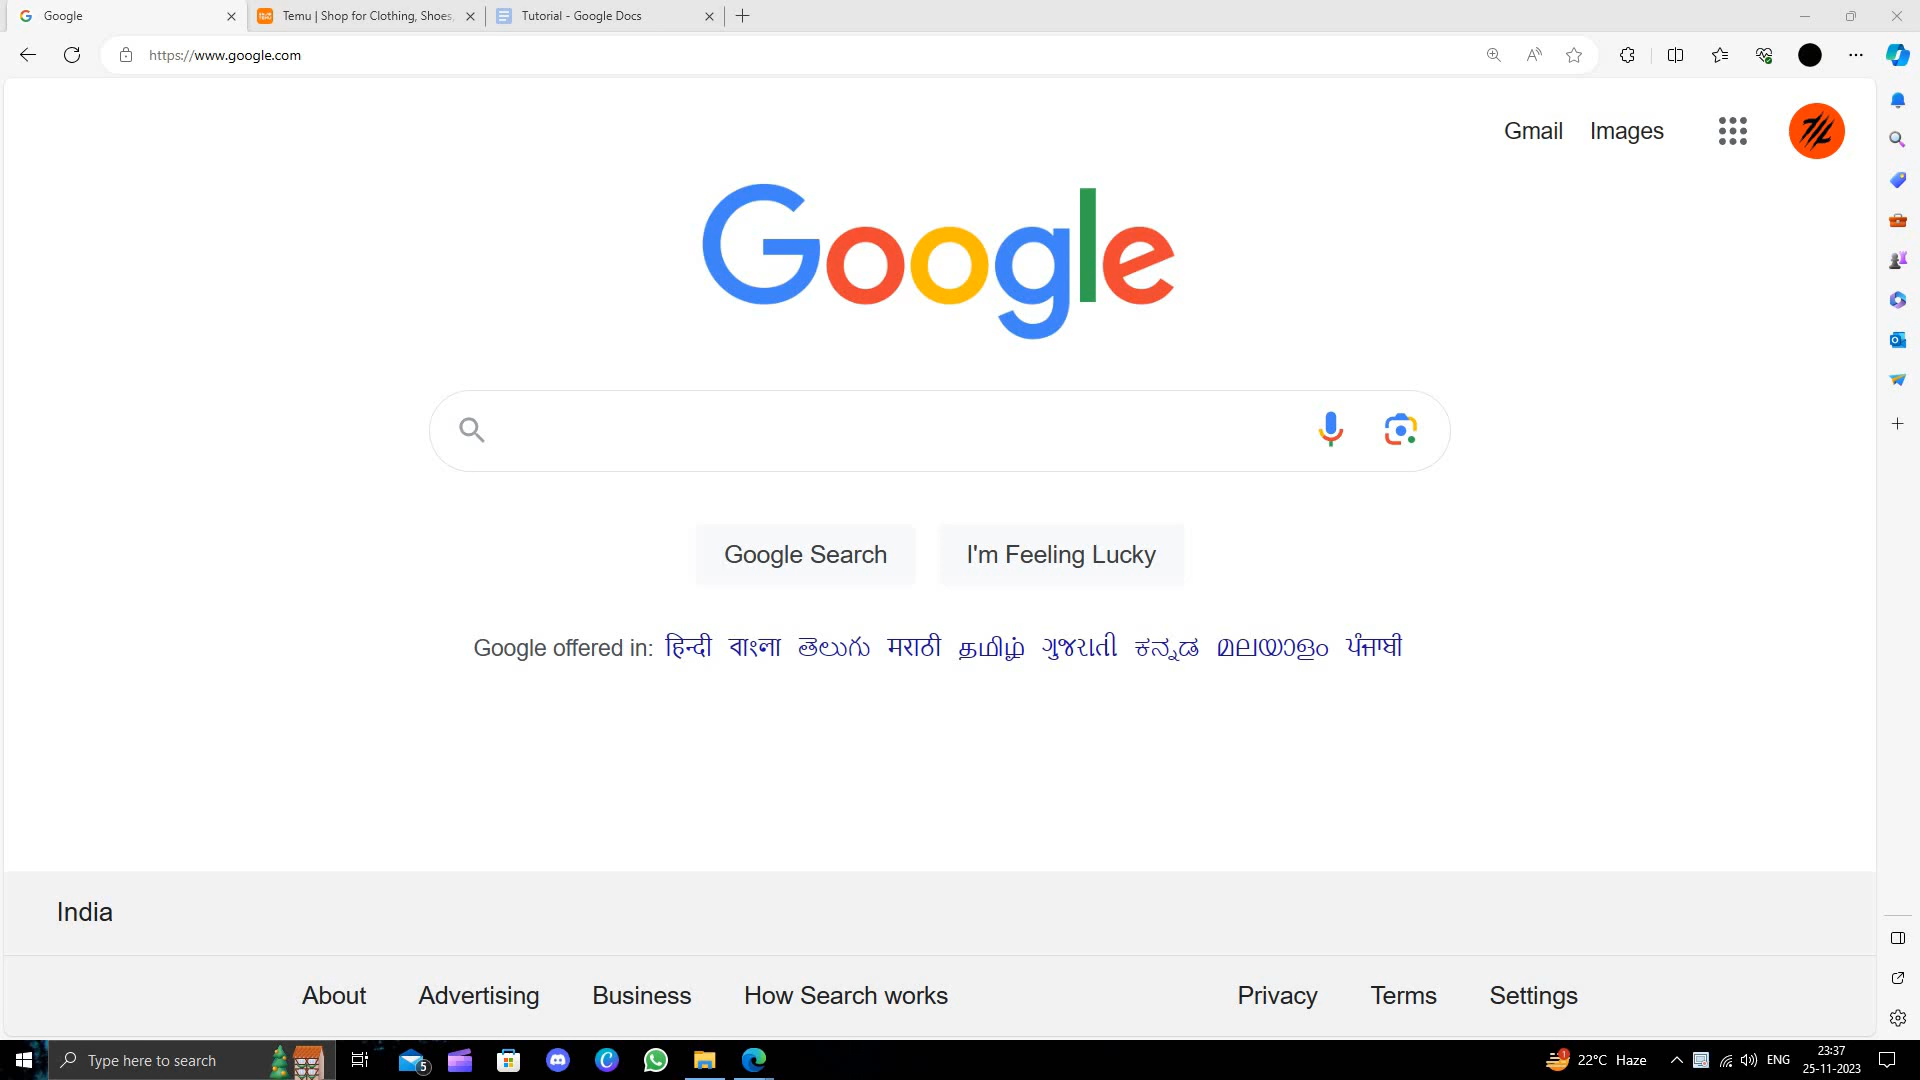 Google
Temu | Shop for Clothing, Shoes,
Tutorial - Google Docs
https://www.google.com
Gmail Images
Google
Google Search I'm Feeling Lucky
Google offered in: हिन्दी বাংলা తెలుగు मराठी தமிழ் ગુજરાતી ಕನ್ನಡ മലയാളം ਪੰਜਾਬੀ
India
About Advertising Business How Search works Privacy Terms Settings
Type here to search
5
1
22°C Haze
ENG
23:37
25-11-2023